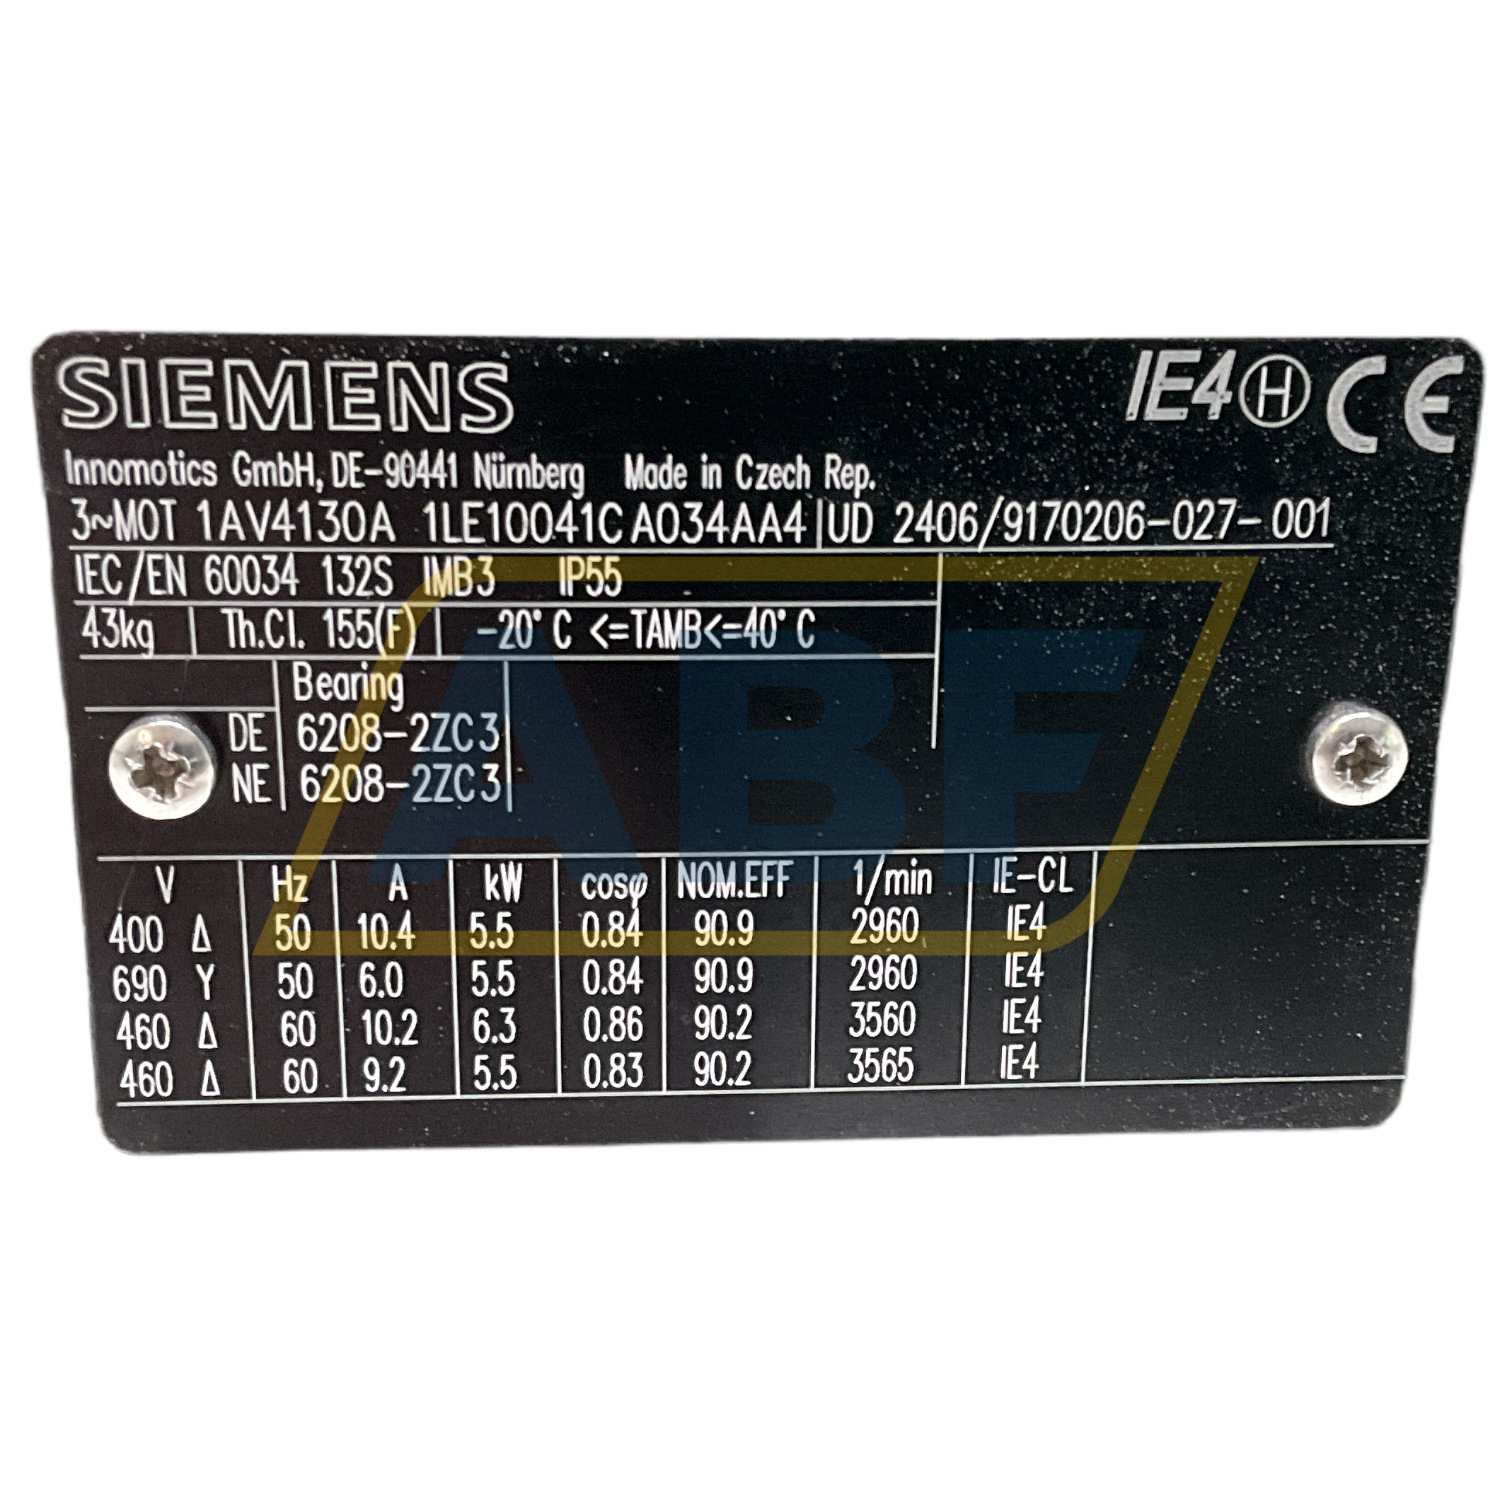 SIEMENS IE4 H CE
Innomotics GmbH, DE-90441 Nürnberg Made in Czech Rep.
3~MOT 1AV4130A 1LE10041CA034AA4 UD 2406/9170206-027-001
IEC/EN 60034 132S IMB3 IP55
43kg Th.Cl. 155(F) -20°C <=TAMB<=40°C
Bearing
DE 6208-2ZC3
NE 6208-2ZC3
V Hz A kW cosφ NOM.EFF 1/min IE-CL
400 Δ 50 10.4 5.5 0.84 90.9 2960 IE4
690 Y 50 6.0 5.5 0.84 90.9 2960 IE4
460 Δ 60 10.2 6.3 0.86 90.2 3560 IE4
460 Δ 60 9.2 5.5 0.83 90.2 3565 IE4
ABF